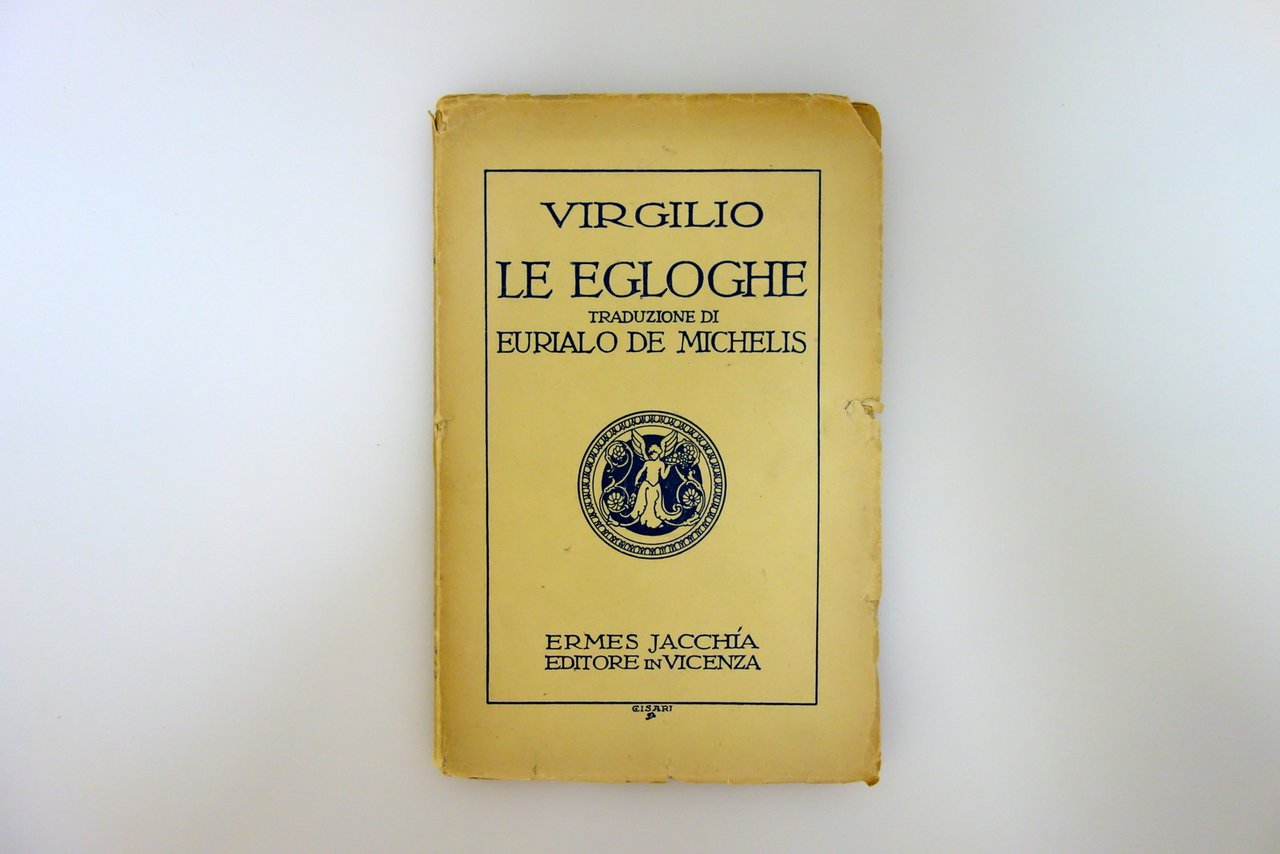 VIRGILIO
LE EGLOGHE
TRADUZIONE DI
EURIALO DE MICHELIS
ERMES JACCHÍA
EDITORE IN VICENZA
CISARI